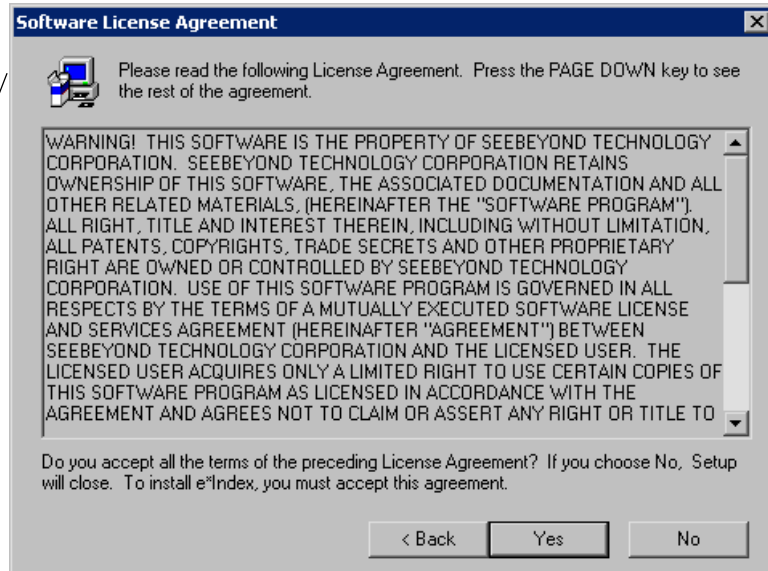 Software License Agreement
Please read the following License Agreement. Press the PAGE DOWN key to see
the rest of the agreement.
WARNING! THIS SOFTWARE IS THE PROPERTY OF SEEBEYOND TECHNOLOGY
CORPORATION. SEEBEYOND TECHNOLOGY CORPORATION RETAINS
OWNERSHIP OF THIS SOFTWARE, THE ASSOCIATED DOCUMENTATION AND ALL
OTHER RELATED MATERIALS, (HEREINAFTER THE "SOFTWARE PROGRAM").
ALL RIGHT, TITLE AND INTEREST THEREIN, INCLUDING WITHOUT LIMITATION,
ALL PATENTS, COPYRIGHTS, TRADE SECRETS AND OTHER PROPRIETARY
RIGHT ARE OWNED OR CONTROLLED BY SEEBEYOND TECHNOLOGY
CORPORATION. USE OF THIS SOFTWARE PROGRAM IS GOVERNED IN ALL
RESPECTS BY THE TERMS OF A MUTUALLY EXECUTED SOFTWARE LICENSE
AND SERVICES AGREEMENT (HEREINAFTER "AGREEMENT") BETWEEN
SEEBEYOND TECHNOLOGY CORPORATION AND THE LICENSED USER. THE
LICENSED USER ACQUIRES ONLY A LIMITED RIGHT TO USE CERTAIN COPIES OF
THIS SOFTWARE PROGRAM AS LICENSED IN ACCORDANCE WITH THE
AGREEMENT AND AGREES NOT TO CLAIM OR ASSERT ANY RIGHT OR TITLE TO
Do you accept all the terms of the preceding License Agreement? If you choose No, Setup
will close. To install e*Index, you must accept this agreement.
< Back Yes No